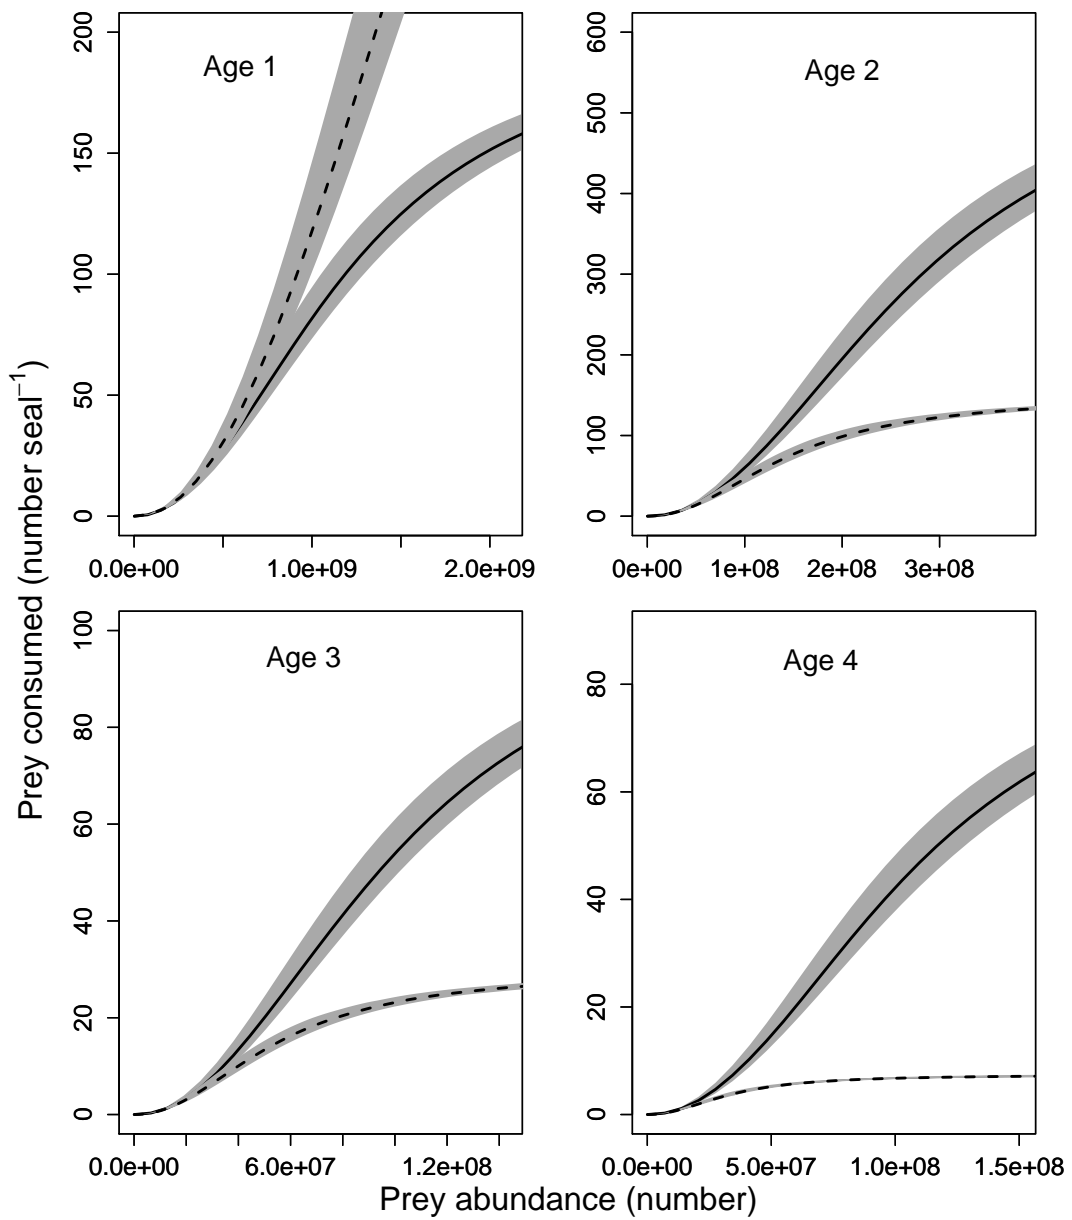 Prey consumed (number seal⁻¹)
Age 1
200
150
100
50
0
0.0e+00 1.0e+09 2.0e+09
Age 2
600
500
400
300
200
100
0
0e+00 1e+08 2e+08 3e+08
Age 3
100
80
60
40
20
0
0.0e+00 6.0e+07 1.2e+08
Age 4
80
60
40
20
0
0.0e+00 5.0e+07 1.0e+08 1.5e+08
Prey abundance (number)